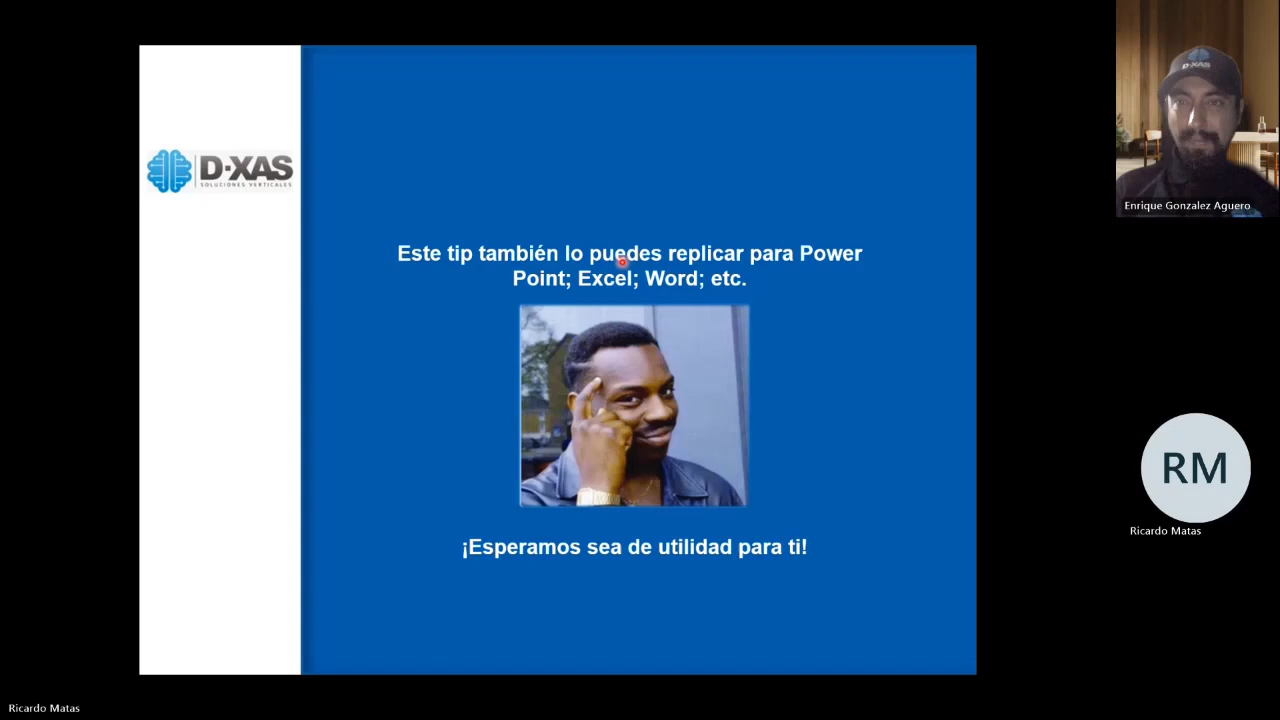 D-XAS
SOLUCIONES VERTICALES
Este tip también lo puedes replicar para Power
Point; Excel; Word; etc.
¡Esperamos sea de utilidad para ti!
D-XAS
Enrique Gonzalez Aguero
RM
Ricardo Matas
Ricardo Matas